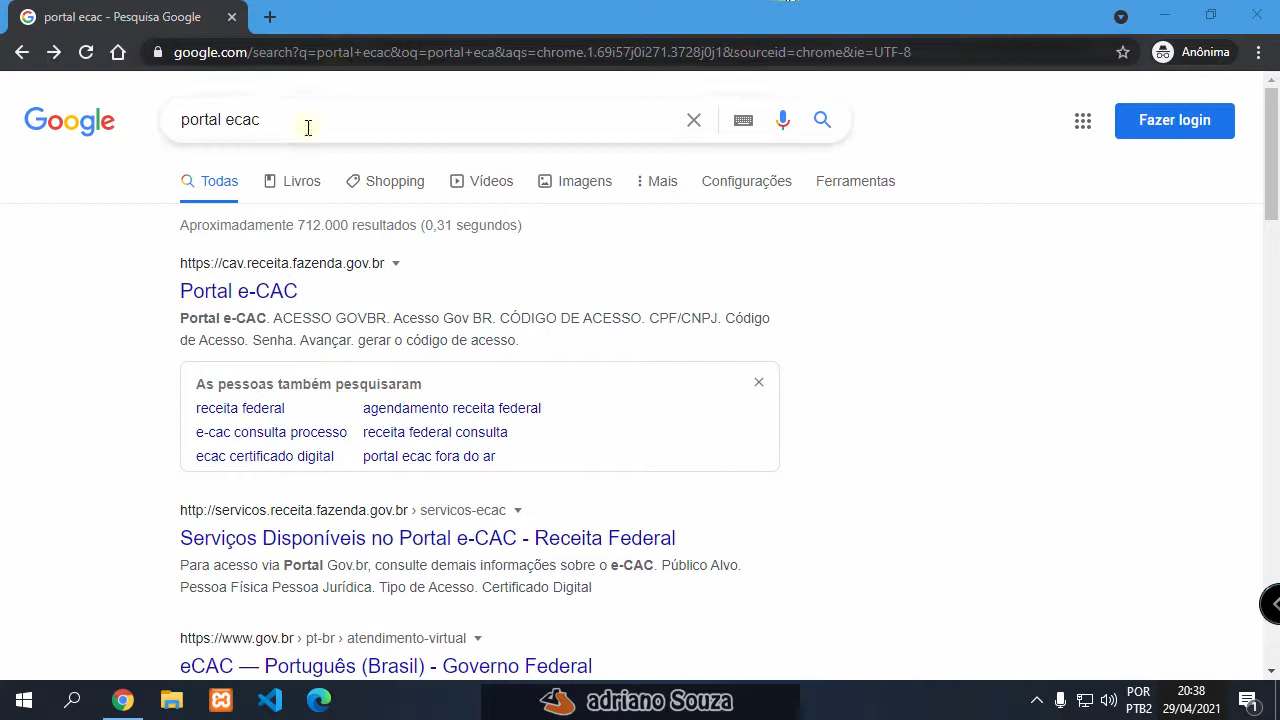 portal ecac - Pesquisa Google
google.com/search?q=portal+ecac&oq=portal+eca&aqs=chrome.1.69i57j0i271.3728j0j1&sourceid=chrome&ie=UTF-8
Anônima
Google
portal ecac
Fazer login
Todas
Livros
Shopping
Vídeos
Imagens
Mais
Configurações
Ferramentas
Aproximadamente 712.000 resultados (0,31 segundos)
https://cav.receita.fazenda.gov.br
Portal e-CAC
Portal e-CAC. ACESSO GOVBR. Acesso Gov BR. CÓDIGO DE ACESSO. CPF/CNPJ. Código
de Acesso. Senha. Avançar. gerar o código de acesso.
As pessoas também pesquisaram
receita federal agendamento receita federal
e-cac consulta processo receita federal consulta
ecac certificado digital portal ecac fora do ar
http://servicos.receita.fazenda.gov.br › servicos-ecac
Serviços Disponíveis no Portal e-CAC - Receita Federal
Para acesso via Portal Gov.br, consulte demais informações sobre o e-CAC. Público Alvo.
Pessoa Física Pessoa Jurídica. Tipo de Acesso. Certificado Digital
https://www.gov.br › pt-br › atendimento-virtual
eCAC — Português (Brasil) - Governo Federal
adriano Souza
POR
PTB2
20:38
29/04/2021
1